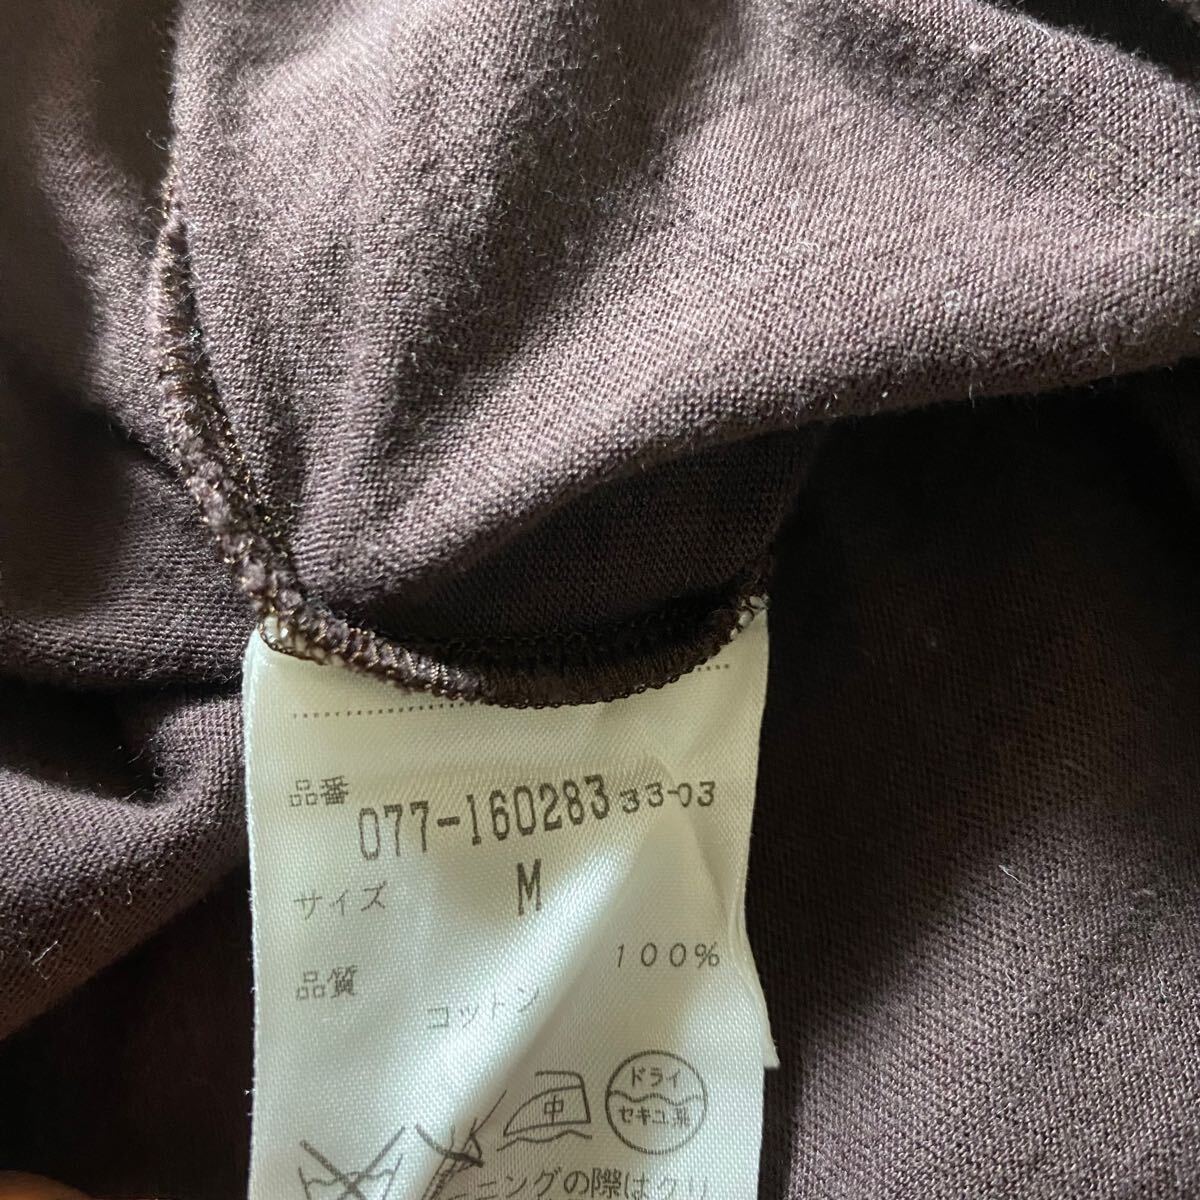 品番
077-160283 33-03
サイズ M
品質
コットン 100%
中
ドライ
セキユ系
ニングの際はクリ